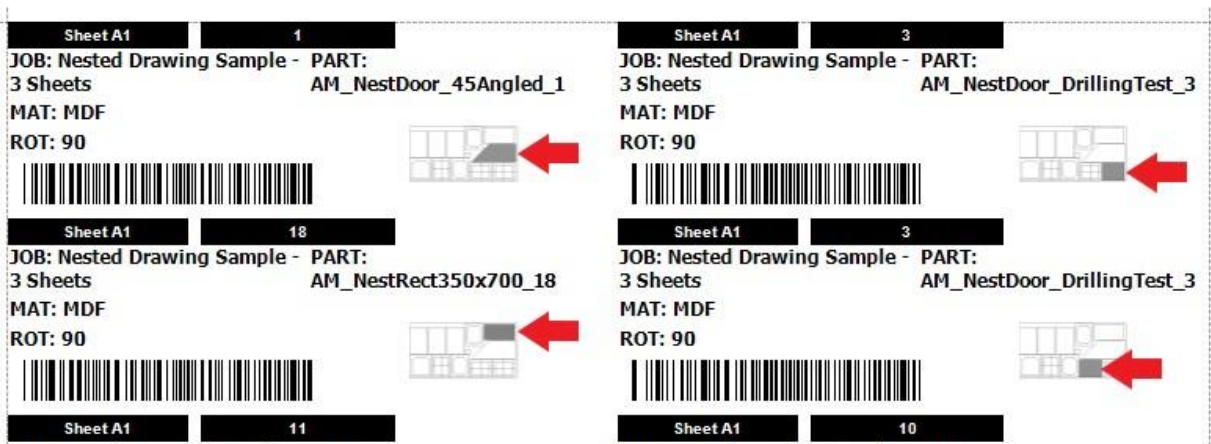 Sheet A1 1
JOB: Nested Drawing Sample - PART:
3 Sheets AM_NestDoor_45Angled_1
MAT: MDF
ROT: 90
Sheet A1 3
JOB: Nested Drawing Sample - PART:
3 Sheets AM_NestDoor_DrillingTest_3
MAT: MDF
ROT: 90
Sheet A1 18
JOB: Nested Drawing Sample - PART:
3 Sheets AM_NestRect350x700_18
MAT: MDF
ROT: 90
Sheet A1 3
JOB: Nested Drawing Sample - PART:
3 Sheets AM_NestDoor_DrillingTest_3
MAT: MDF
ROT: 90
Sheet A1 11
Sheet A1 10